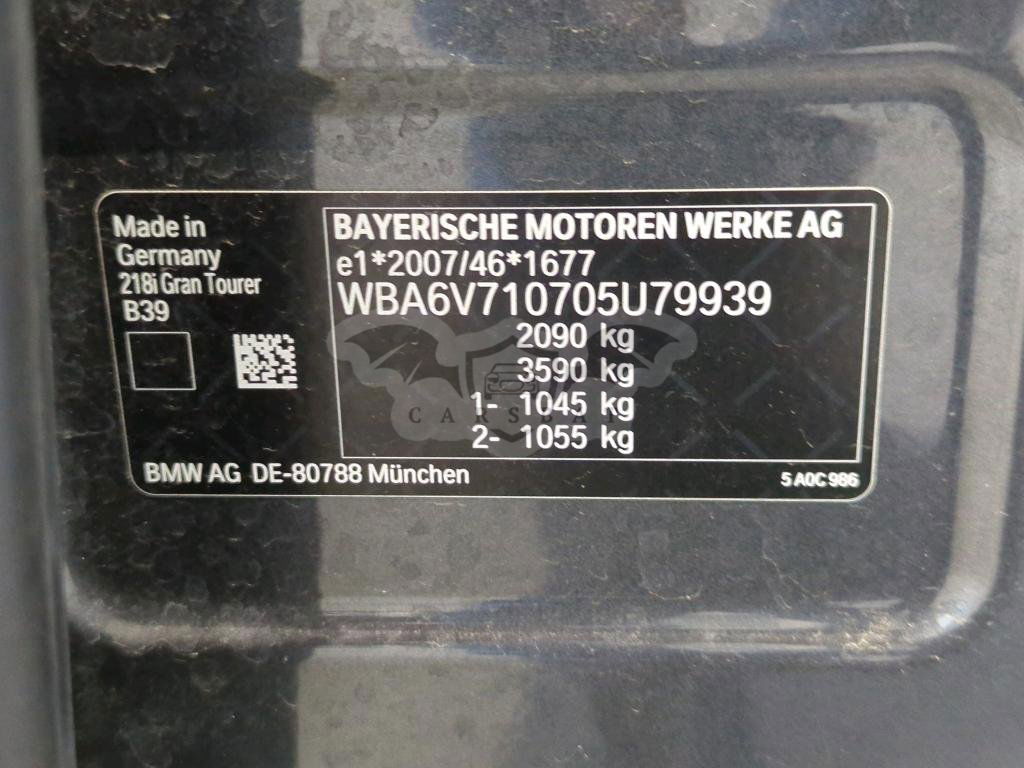 Made in
Germany
218i Gran Tourer
B39
BAYERISCHE MOTOREN WERKE AG
e1*2007/46*1677
WBA6V710705U79939
2090 kg
3590 kg
1- 1045 kg
2- 1055 kg
BMW AG DE-80788 München
5 A0C 986